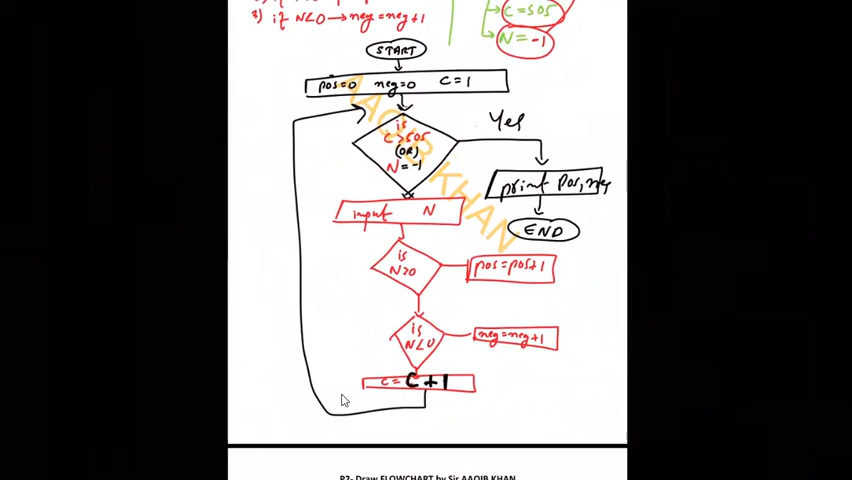 3) if N<0 → neg = neg+1
C = 505
N = -1
START
pos=0 neg=0 C=1
is
C>505
(OR)
N=-1
Yes
print Pos, neg
END
input N
is
N>0
pos=pos+1
is
N<0
neg=neg+1
C = C+1
AAQIB KHAN
P2- Draw FLOWCHART by Sir AAQIB KHAN